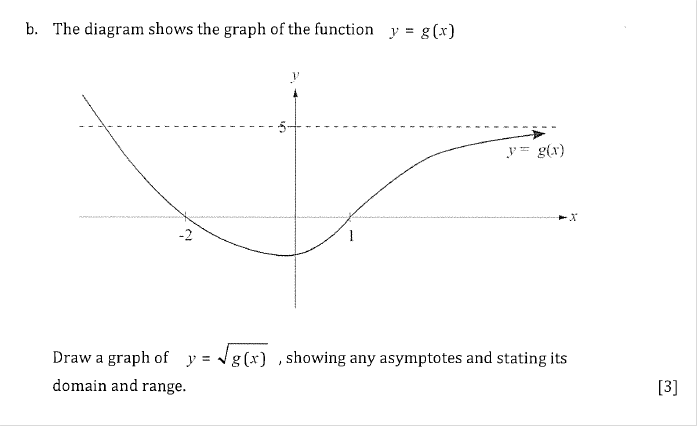 b. The diagram shows the graph of the function y = g(x)
y
5
y = g(x)
x
-2
1
Draw a graph of y = √g(x) , showing any asymptotes and stating its
domain and range.
[3]